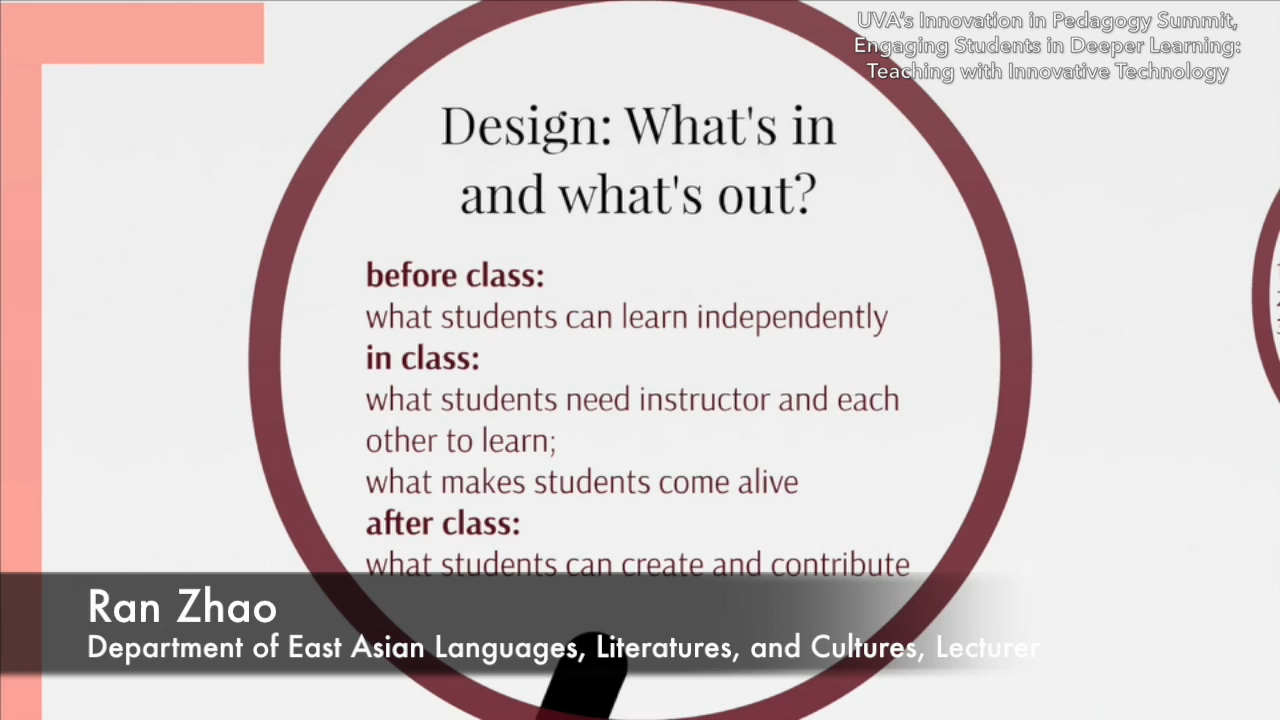 UVA's Innovation in Pedagogy Summit,
Engaging Students in Deeper Learning:
Teaching with Innovative Technology
Design: What's in
and what's out?
before class:
what students can learn independently
in class:
what students need instructor and each
other to learn;
what makes students come alive
after class:
what students can create and contribute
Ran Zhao
Department of East Asian Languages, Literatures, and Cultures, Lecturer